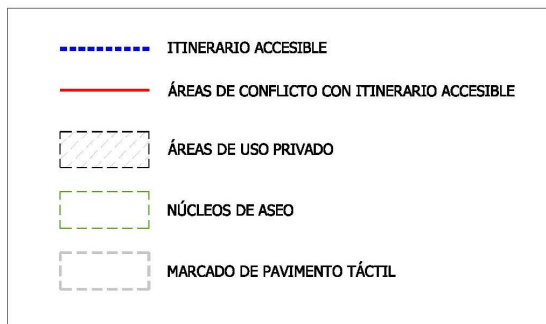 ITINERARIO ACCESIBLE
ÁREAS DE CONFLICTO CON ITINERARIO ACCESIBLE
ÁREAS DE USO PRIVADO
NÚCLEOS DE ASEO
MARCADO DE PAVIMENTO TÁCTIL